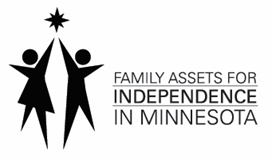 FAMILY ASSETS FOR
INDEPENDENCE
IN MINNESOTA